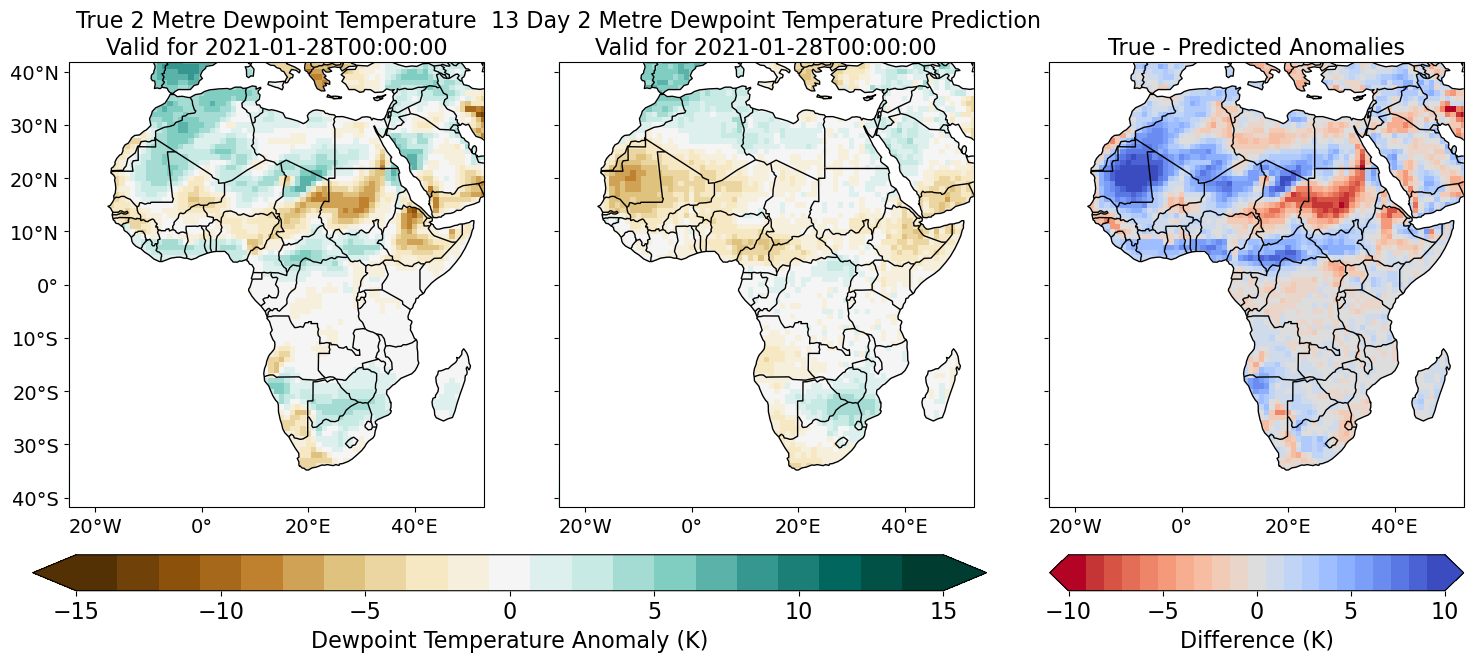 True 2 Metre Dewpoint Temperature
Valid for 2021-01-28T00:00:00
13 Day 2 Metre Dewpoint Temperature Prediction
Valid for 2021-01-28T00:00:00
True - Predicted Anomalies
40°N
30°N
20°N
10°N
0°
10°S
20°S
30°S
40°S
20°W 0° 20°E 40°E
20°W 0° 20°E 40°E
20°W 0° 20°E 40°E
−15 −10 −5 0 5 10 15
Dewpoint Temperature Anomaly (K)
−10 −5 0 5 10
Difference (K)